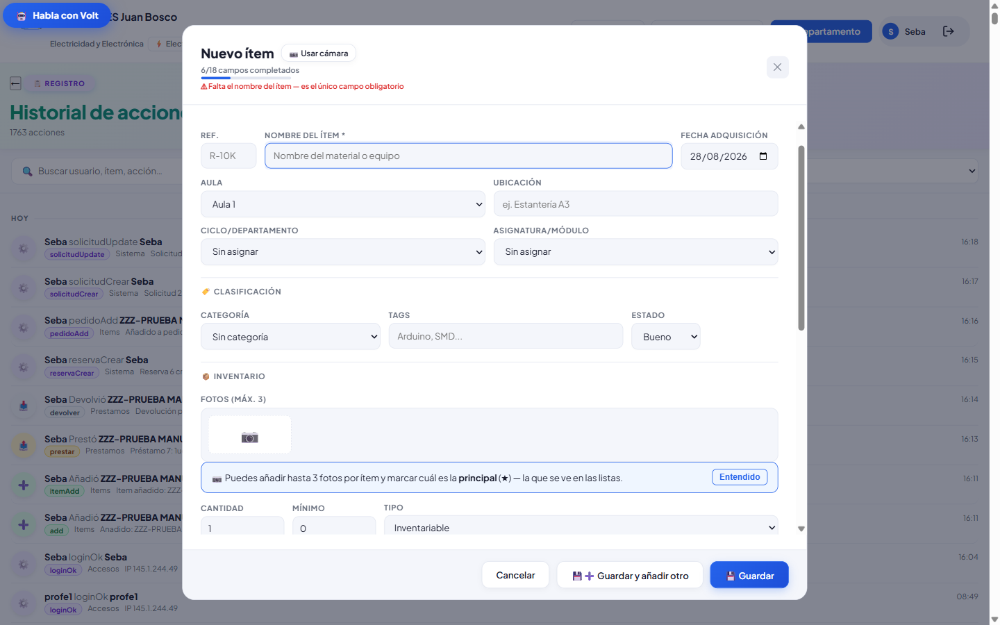 Habla con Volt
ES Juan Bosco
epartamento
S
Seba
Electricidad y Electrónica
Elec
REGISTRO
Historial de accion
1763 acciones
Buscar usuario, ítem, acción...
HOY
Seba solicitudUpdate Seba
solicitudUpdate Sistema Solicitud
16:18
Seba solicitudCrear Seba
solicitudCrear Sistema Solicitud 2
16:17
Seba pedidoAdd ZZZ-PRUEBA M
pedidoAdd Items Añadido a pedi
16:16
Seba reservaCrear Seba
reservaCrear Sistema Reserva 6 c
16:15
Seba Devolvió ZZZ-PRUEBA MA
devolver Prestamos Devolución p
16:14
Seba Prestó ZZZ-PRUEBA MANU
prestar Prestamos Préstamo 7: 1u
16:13
Seba Añadió ZZZ-PRUEBA MAN
itemAdd Items Item añadido: ZZZ-
16:11
Seba Añadió ZZZ-PRUEBA MAN
add Items Anadido: ZZZ-PRUEBA
16:11
Seba loginOk Seba
loginOk Accesos IP 145.1.244.49
16:04
profe1 loginOk profe1
loginOk Accesos IP 145.1.244.49
08:49
Nuevo ítem
Usar cámara
6/18 campos completados
Falta el nombre del ítem — es el único campo obligatorio
REF.
NOMBRE DEL ÍTEM *
FECHA ADQUISICIÓN
R-10K
Nombre del material o equipo
28/08/2026
AULA
UBICACIÓN
Aula 1
ej. Estantería A3
CICLO/DEPARTAMENTO
ASIGNATURA/MÓDULO
Sin asignar
Sin asignar
CLASIFICACIÓN
CATEGORÍA
TAGS
ESTADO
Sin categoría
Arduino, SMD...
Bueno
INVENTARIO
FOTOS (MÁX. 3)
Puedes añadir hasta 3 fotos por ítem y marcar cuál es la principal (★) — la que se ve en las listas.
Entendido
CANTIDAD
MÍNIMO
TIPO
1
0
Inventariable
Cancelar
Guardar y añadir otro
Guardar